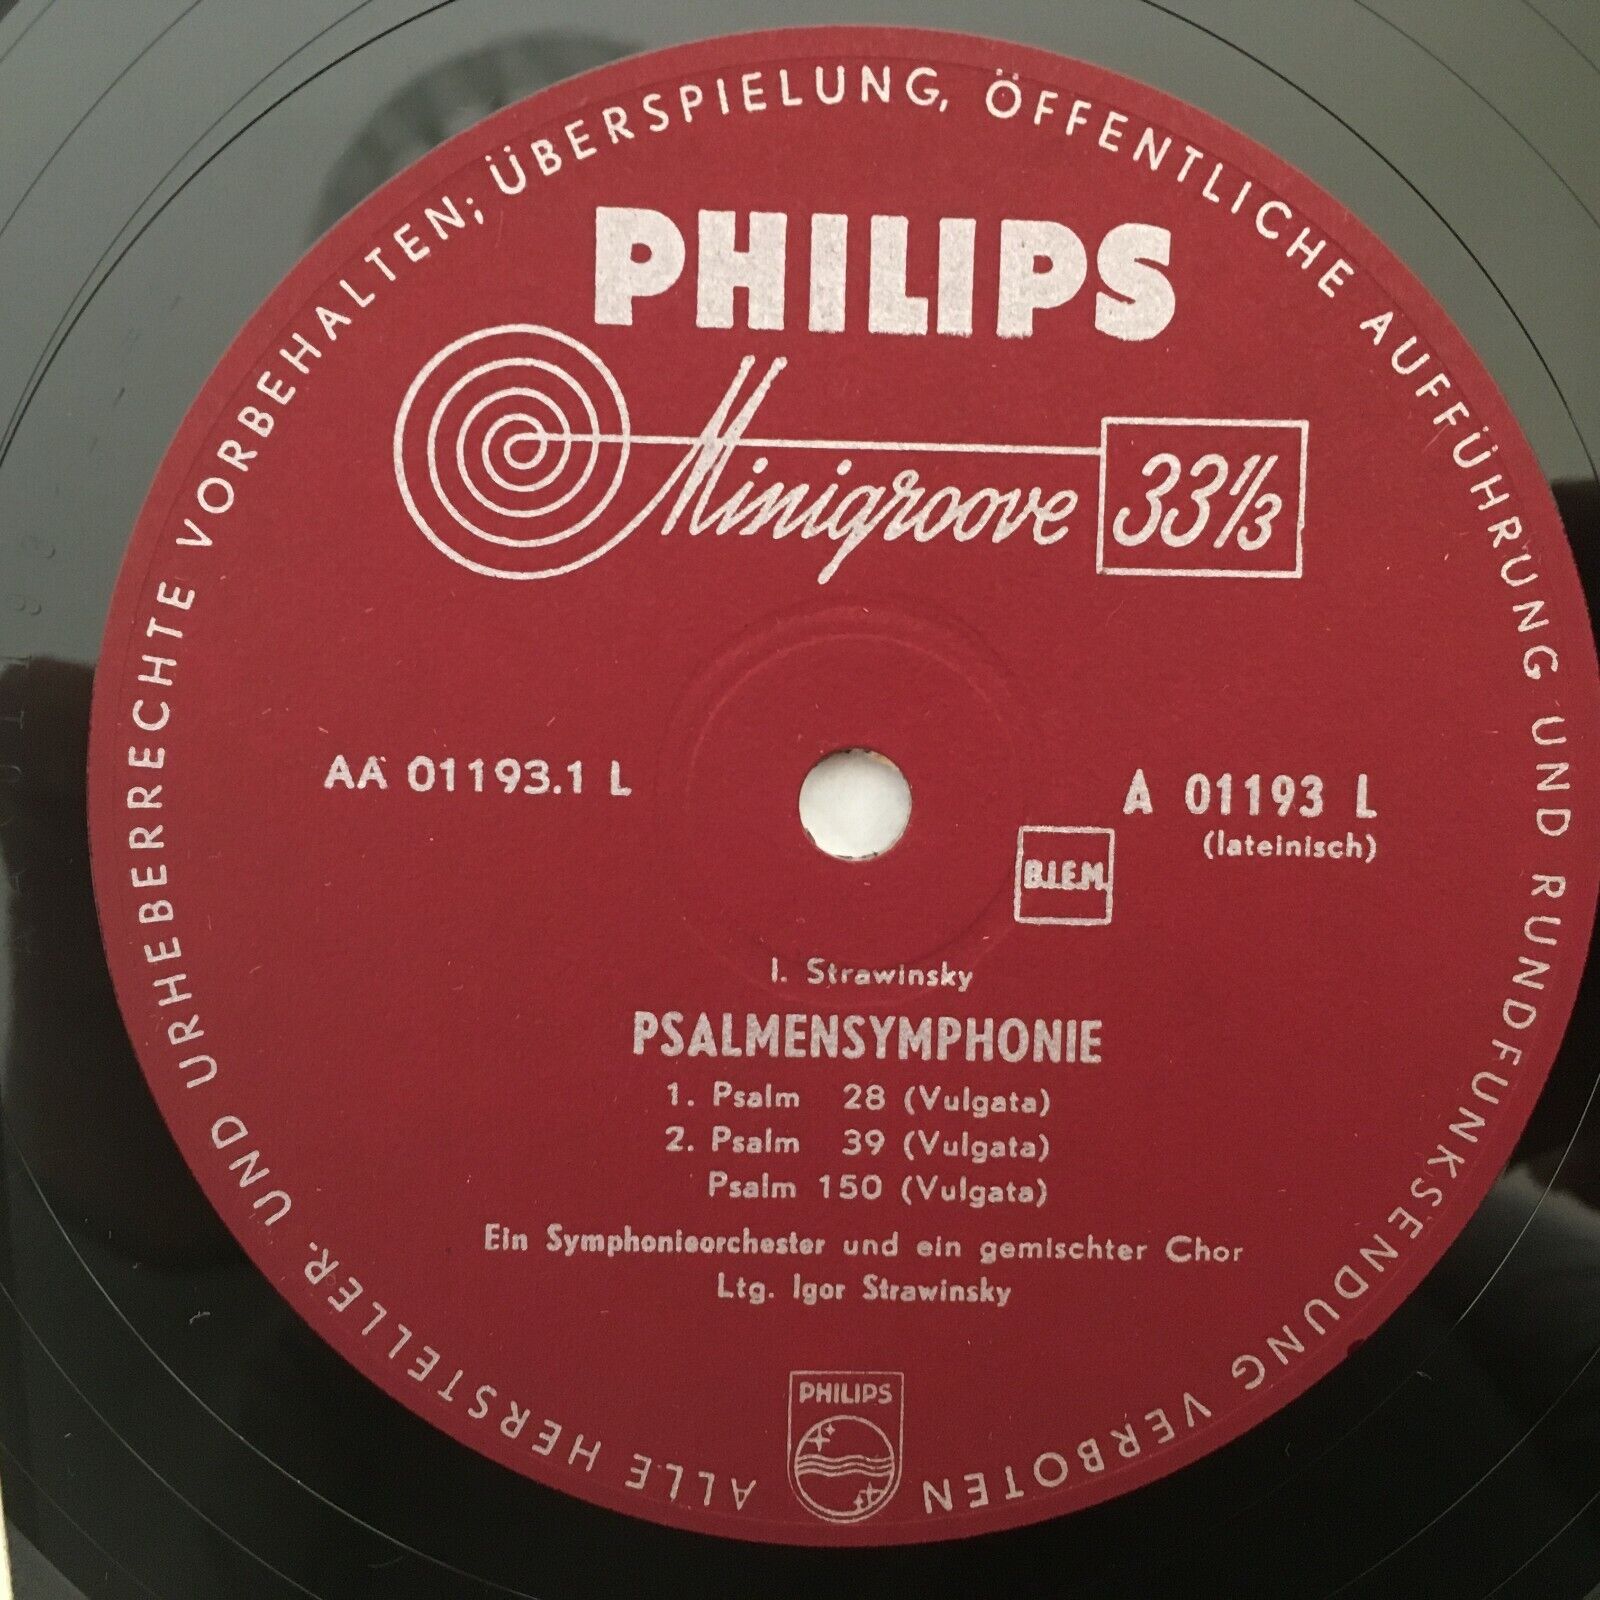 ALLE HERSTELLER- UND URHEBERRECHTE VORBEHALTEN; ÜBERSPIELUNG, ÖFFENTLICHE AUFFÜHRUNG UND RUNDFUNKSENDUNG VERBOTEN
PHILIPS
Minigroove 33 1/3
AA 01193.1 L
A 01193 L
(lateinisch)
B.I.E.M.
I. Strawinsky
PSALMENSYMPHONIE
1. Psalm 28 (Vulgata)
2. Psalm 39 (Vulgata)
Psalm 150 (Vulgata)
Ein Symphonieorchester und ein gemischter Chor
Ltg. Igor Strawinsky
PHILIPS